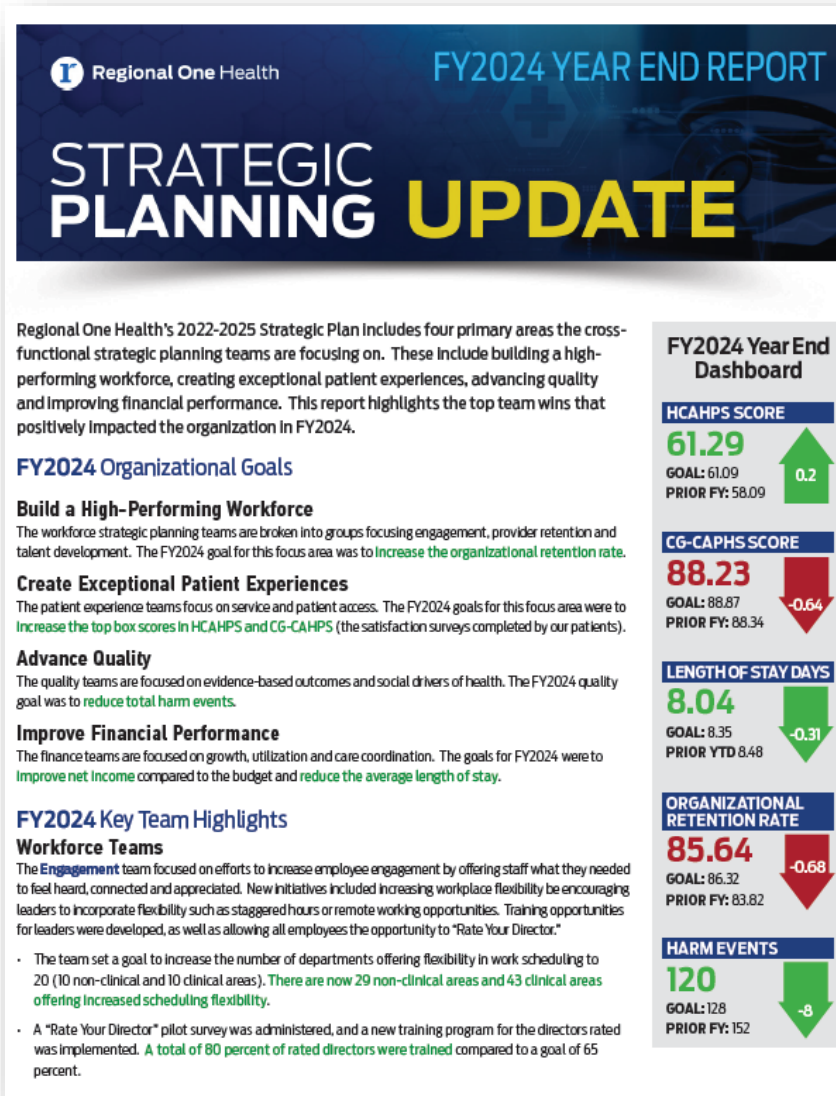 Regional One Health
FY2024 YEAR END REPORT
STRATEGIC
PLANNING UPDATE
Regional One Health's 2022-2025 Strategic Plan includes four primary areas the cross-
functional strategic planning teams are focusing on. These include building a high-
performing workforce, creating exceptional patient experiences, advancing quality
and improving financial performance. This report highlights the top team wins that
positively impacted the organization in FY2024.
FY2024 Organizational Goals
Build a High-Performing Workforce
The workforce strategic planning teams are broken into groups focusing engagement, provider retention and
talent development. The FY2024 goal for this focus area was to increase the organizational retention rate.
Create Exceptional Patient Experiences
The patient experience teams focus on service and patient access. The FY2024 goals for this focus area were to
increase the top box scores in HCAHPS and CG-CAHPS (the satisfaction surveys completed by our patients).
Advance Quality
The quality teams are focused on evidence-based outcomes and social drivers of health. The FY2024 quality
goal was to reduce total harm events.
Improve Financial Performance
The finance teams are focused on growth, utilization and care coordination. The goals for FY2024 were to
improve net income compared to the budget and reduce the average length of stay.
FY2024 Key Team Highlights
Workforce Teams
The Engagement team focused on efforts to increase employee engagement by offering staff what they needed
to feel heard, connected and appreciated. New initiatives included increasing workplace flexibility be encouraging
leaders to incorporate flexibility such as staggered hours or remote working opportunities. Training opportunities
for leaders were developed, as well as allowing all employees the opportunity to "Rate Your Director."
· The team set a goal to increase the number of departments offering flexibility in work scheduling to
20 (10 non-clinical and 10 clinical areas). There are now 29 non-clinical areas and 43 clinical areas
offering increased scheduling flexibility.
· A "Rate Your Director" pilot survey was administered, and a new training program for the directors rated
was implemented. A total of 80 percent of rated directors were trained compared to a goal of 65
percent.
FY2024 Year End
Dashboard
HCAHPS SCORE
61.29
GOAL: 61.09
PRIOR FY: 58.09
0.2
CG-CAPHS SCORE
88.23
GOAL: 88.87
PRIOR FY: 88.34
-0.64
LENGTH OF STAY DAYS
8.04
GOAL: 8.35
PRIOR YTD 8.48
-0.31
ORGANIZATIONAL
RETENTION RATE
85.64
GOAL: 86.32
PRIOR FY: 83.82
-0.68
HARM EVENTS
120
GOAL: 128
PRIOR FY: 152
-8